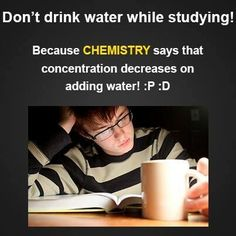 Don't drink water while studying!
Because CHEMISTRY says that
concentration decreases on
adding water! :P :D